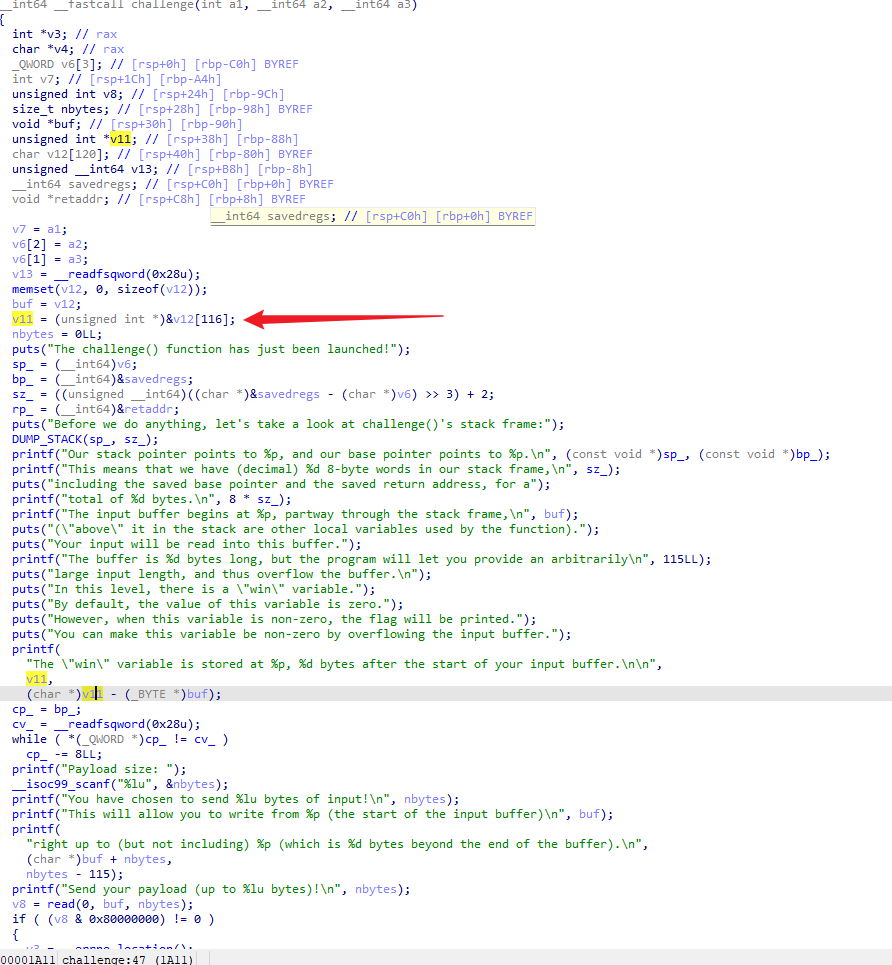 __int64 __fastcall challenge(int a1, __int64 a2, __int64 a3)
{
  int *v3; // rax
  char *v4; // rax
  _QWORD v6[3]; // [rsp+0h] [rbp-C0h] BYREF
  int v7; // [rsp+1Ch] [rbp-A4h]
  unsigned int v8; // [rsp+24h] [rbp-9Ch]
  size_t nbytes; // [rsp+28h] [rbp-98h] BYREF
  void *buf; // [rsp+30h] [rbp-90h]
  unsigned int *v11; // [rsp+38h] [rbp-88h]
  char v12[120]; // [rsp+40h] [rbp-80h] BYREF
  unsigned __int64 v13; // [rsp+B8h] [rbp-8h]
  __int64 savedregs; // [rsp+C0h] [rbp+0h] BYREF
  void *retaddr; // [rsp+C8h] [rbp+8h] BYREF
__int64 savedregs; // [rsp+C0h] [rbp+0h] BYREF
  v7 = a1;
  v6[2] = a2;
  v6[1] = a3;
  v13 = __readfsqword(0x28u);
  memset(v12, 0, sizeof(v12));
  buf = v12;
  v11 = (unsigned int *)&v12[116];
  nbytes = 0LL;
  puts("The challenge() function has just been launched!");
  sp_ = (__int64)v6;
  bp_ = (__int64)&savedregs;
  sz_ = ((unsigned __int64)((char *)&savedregs - (char *)v6) >> 3) + 2;
  rp_ = (__int64)&retaddr;
  puts("Before we do anything, let's take a look at challenge()'s stack frame:");
  DUMP_STACK(sp_, sz_);
  printf("Our stack pointer points to %p, and our base pointer points to %p.\n", (const void *)sp_, (const void *)bp_);
  printf("This means that we have (decimal) %d 8-byte words in our stack frame,\n", sz_);
  puts("including the saved base pointer and the saved return address, for a");
  printf("total of %d bytes.\n", 8 * sz_);
  printf("The input buffer begins at %p, partway through the stack frame,\n", buf);
  puts("(\"above\" it in the stack are other local variables used by the function).");
  puts("Your input will be read into this buffer.");
  printf("The buffer is %d bytes long, but the program will let you provide an arbitrarily\n", 115LL);
  puts("large input length, and thus overflow the buffer.\n");
  puts("In this level, there is a \"win\" variable.");
  puts("By default, the value of this variable is zero.");
  puts("However, when this variable is non-zero, the flag will be printed.");
  puts("You can make this variable be non-zero by overflowing the input buffer.");
  printf(
    "The \"win\" variable is stored at %p, %d bytes after the start of your input buffer.\n\n",
    v11,
    (char *)v11 - (_BYTE *)buf);
  cp_ = bp_;
  cv_ = __readfsqword(0x28u);
  while ( *(_QWORD *)cp_ != cv_ )
    cp_ -= 8LL;
  printf("Payload size: ");
  __isoc99_scanf("%lu", &nbytes);
  printf("You have chosen to send %lu bytes of input!\n", nbytes);
  printf("This will allow you to write from %p (the start of the input buffer)\n", buf);
  printf(
    "right up to (but not including) %p (which is %d bytes beyond the end of the buffer).\n",
    (char *)buf + nbytes,
    nbytes - 115);
  printf("Send your payload (up to %lu bytes)!\n", nbytes);
  v8 = read(0, buf, nbytes);
  if ( (v8 & 0x80000000) != 0 )
  {
00001A11 challenge:47 (1A11)